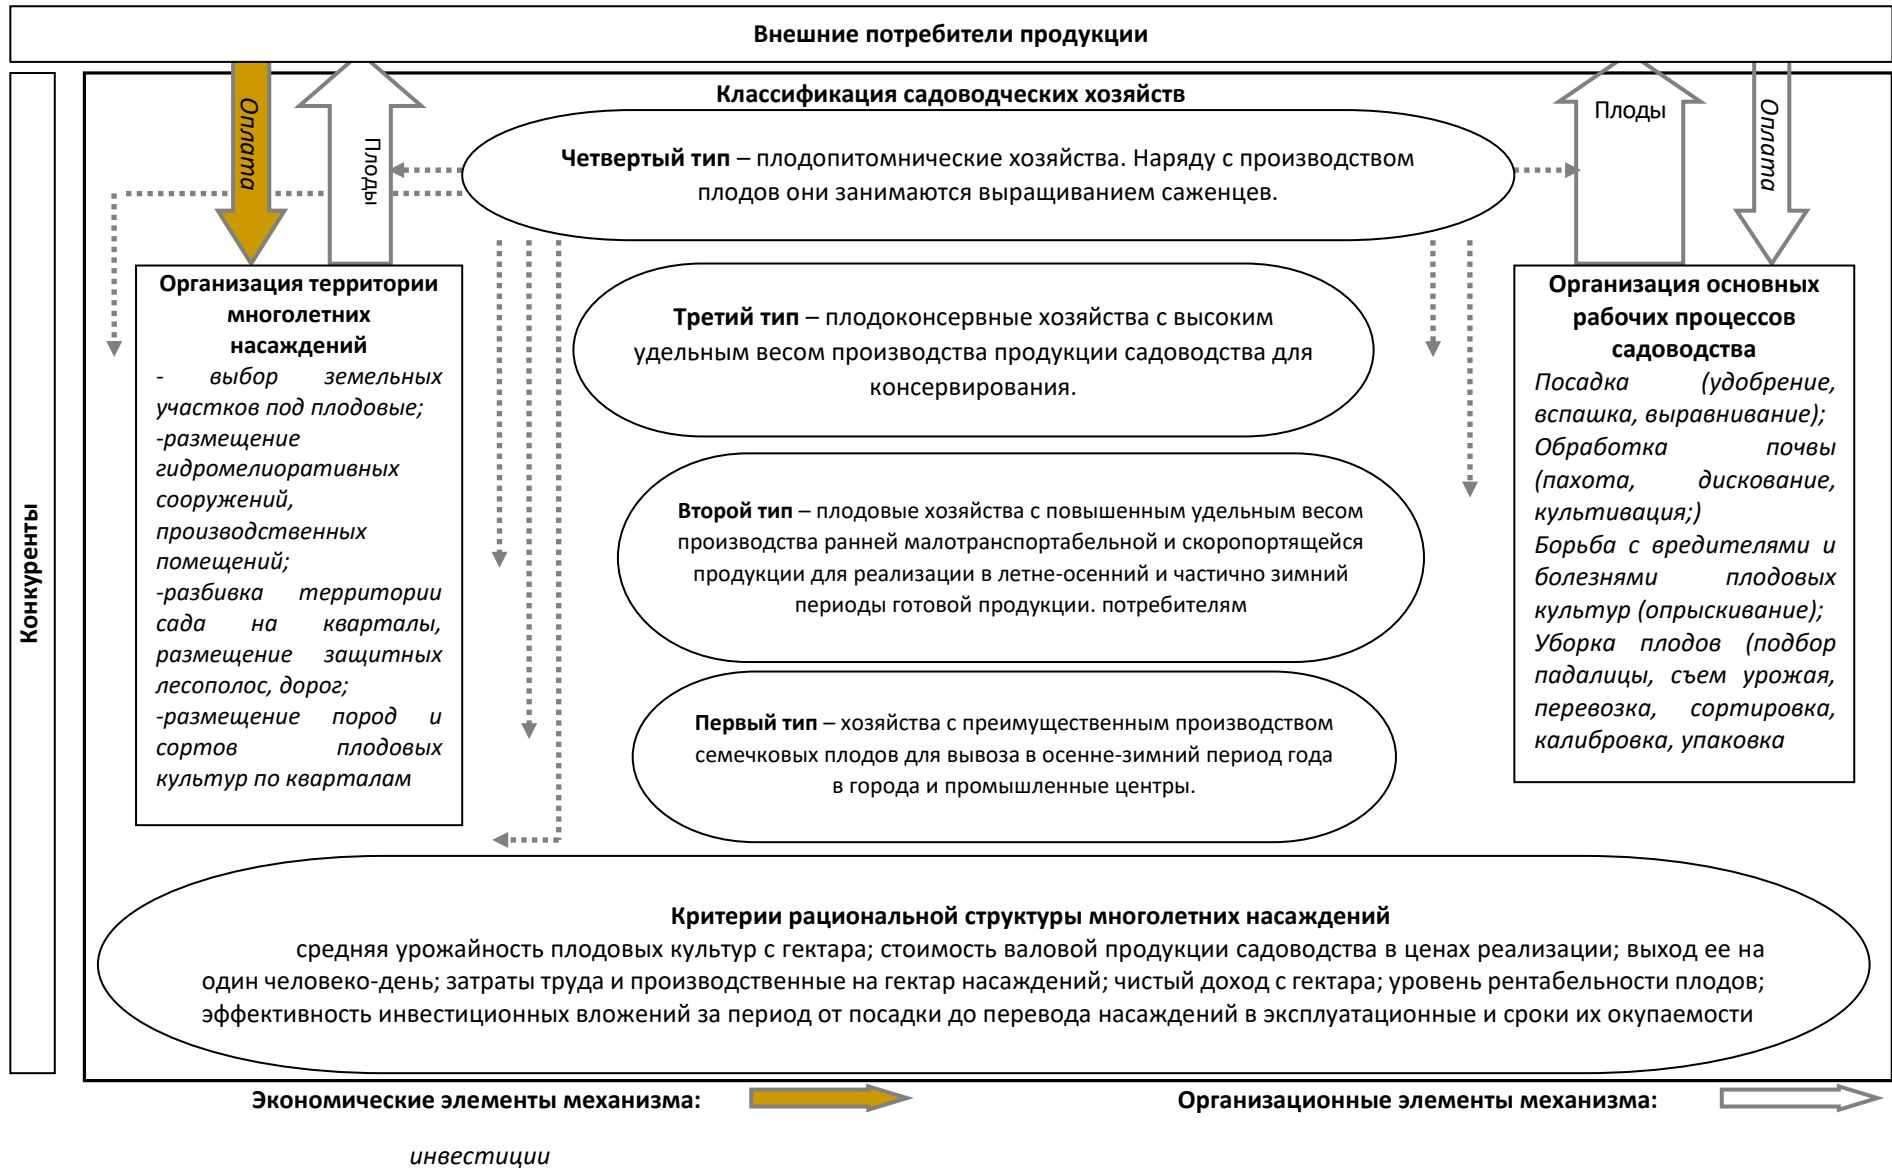 Внешние потребители продукции
Конкуренты
Классификация садоводческих хозяйств
Оплата
Плоды
Четвертый тип – плодопитомнические хозяйства. Наряду с производством
плодов они занимаются выращиванием саженцев.
Плоды
Оплата
Организация территории
многолетних
насаждений
- выбор земельных
участков под плодовые;
-размещение
гидромелиоративных
сооружений,
производственных
помещений;
-разбивка территории
сада на кварталы,
размещение защитных
лесополос, дорог;
-размещение пород и
сортов плодовых
культур по кварталам
Третий тип – плодоконсервные хозяйства с высоким
удельным весом производства продукции садоводства для
консервирования.
Второй тип – плодовые хозяйства с повышенным удельным весом
производства ранней малотранспортабельной и скоропортящейся
продукции для реализации в летне-осенний и частично зимний
периоды готовой продукции. потребителям
Первый тип – хозяйства с преимущественным производством
семечковых плодов для вывоза в осенне-зимний период года
в города и промышленные центры.
Организация основных
рабочих процессов
садоводства
Посадка (удобрение,
вспашка, выравнивание);
Обработка почвы
(пахота, дискование,
культивация;)
Борьба с вредителями и
болезнями плодовых
культур (опрыскивание);
Уборка плодов (подбор
падалицы, съем урожая,
перевозка, сортировка,
калибровка, упаковка
Критерии рациональной структуры многолетних насаждений
средняя урожайность плодовых культур с гектара; стоимость валовой продукции садоводства в ценах реализации; выход ее на
один человеко-день; затраты труда и производственные на гектар насаждений; чистый доход с гектара; уровень рентабельности плодов;
эффективность инвестиционных вложений за период от посадки до перевода насаждений в эксплуатационные и сроки их окупаемости
Экономические элементы механизма:
Организационные элементы механизма:
инвестиции